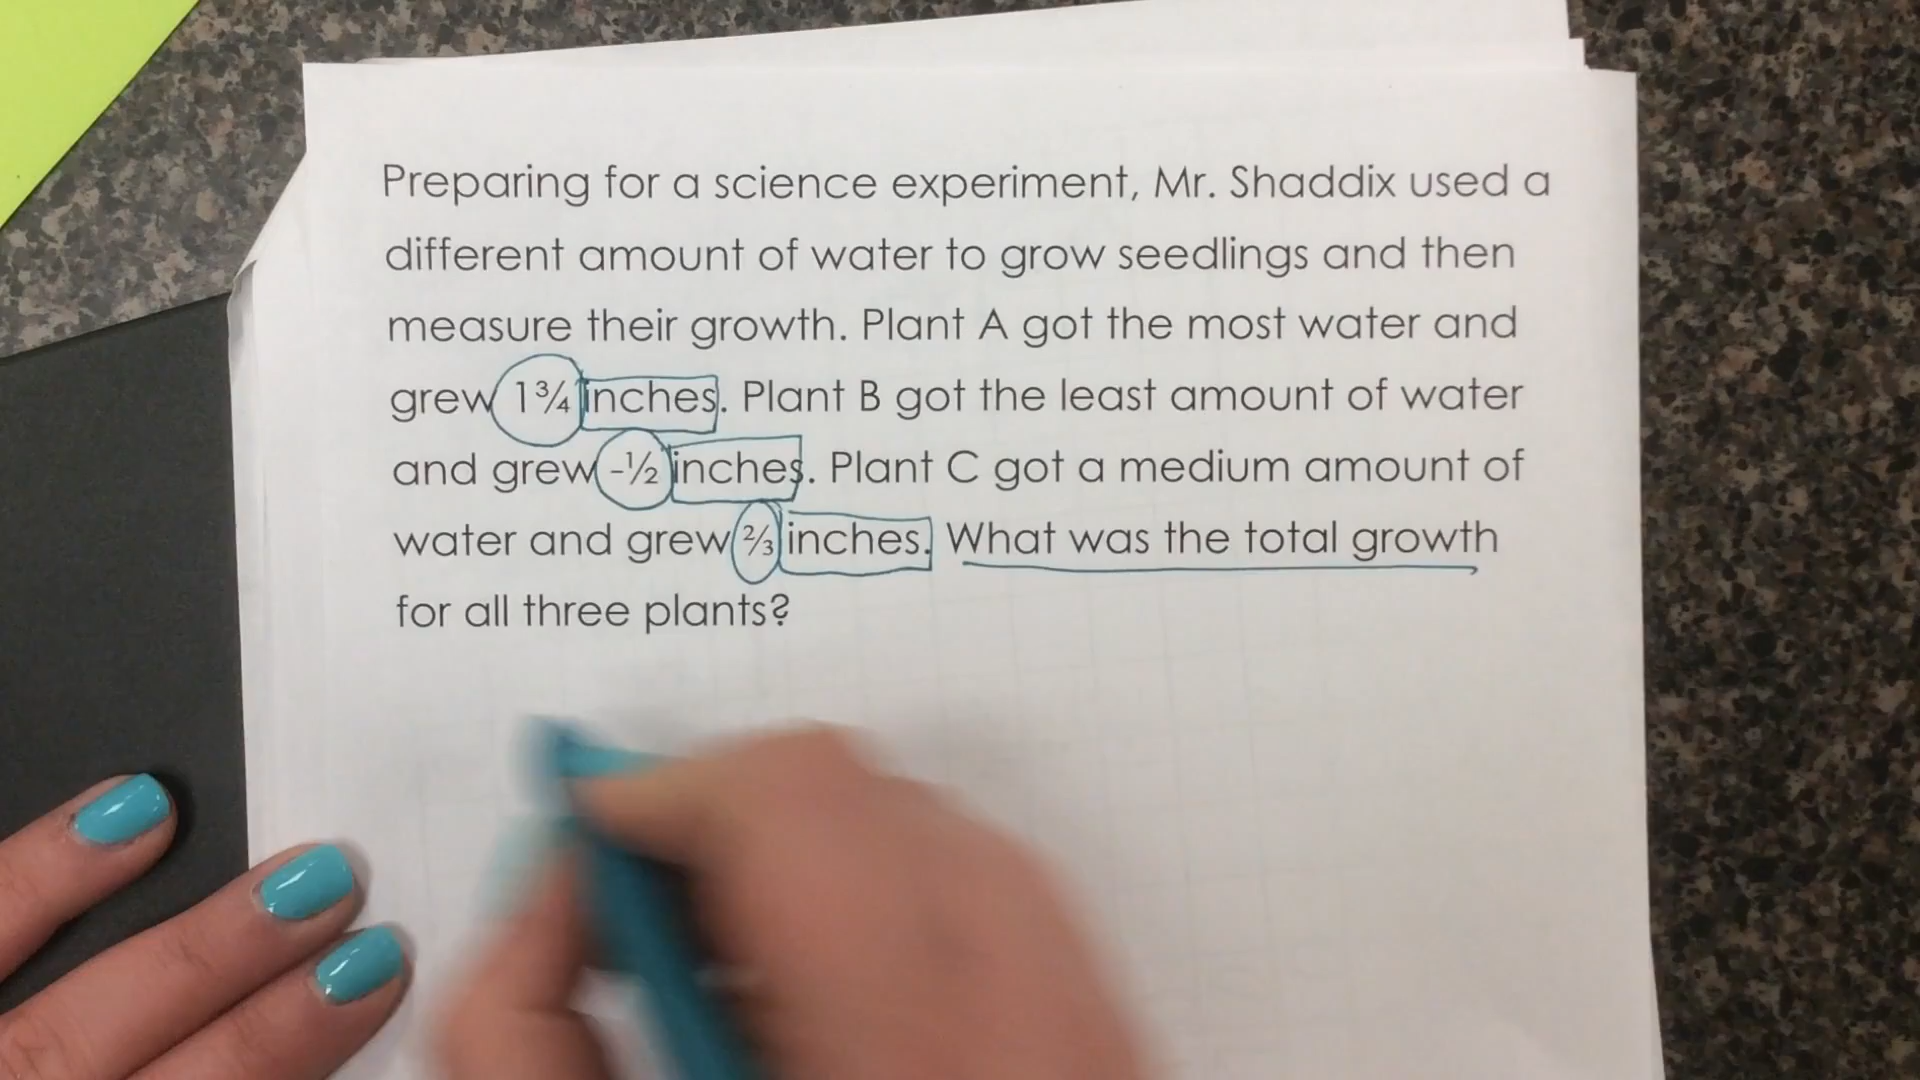 Preparing for a science experiment, Mr. Shaddix used a
different amount of water to grow seedlings and then
measure their growth. Plant A got the most water and
grew 1¾ inches. Plant B got the least amount of water
and grew -½ inches. Plant C got a medium amount of
water and grew ⅔ inches. What was the total growth
for all three plants?